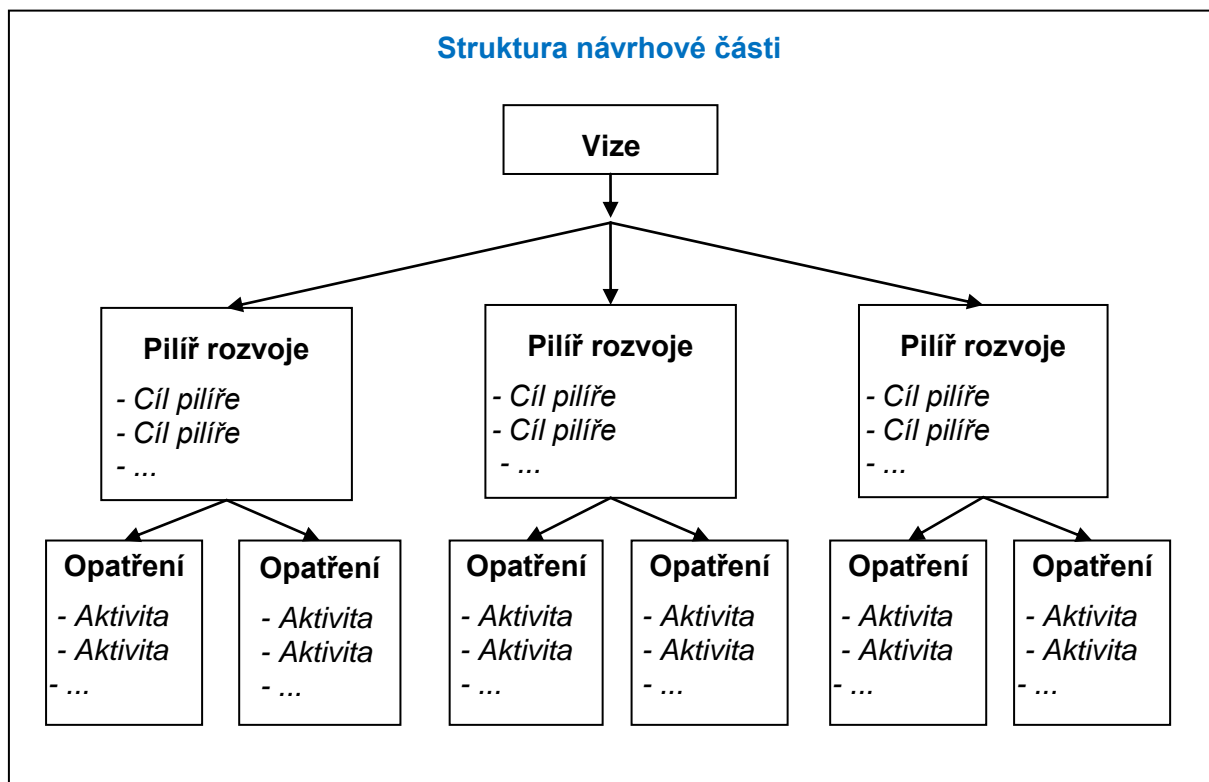 Struktura návrhové části
Vize
Pilíř rozvoje
- Cíl pilíře
- Cíl pilíře
- ...
Pilíř rozvoje
- Cíl pilíře
- Cíl pilíře
- ...
Pilíř rozvoje
- Cíl pilíře
- Cíl pilíře
- ...
Opatření
- Aktivita
- Aktivita
- ...
Opatření
- Aktivita
- Aktivita
- ...
Opatření
- Aktivita
- Aktivita
- ...
Opatření
- Aktivita
- Aktivita
- ...
Opatření
- Aktivita
- Aktivita
- ...
Opatření
- Aktivita
- Aktivita
- ...